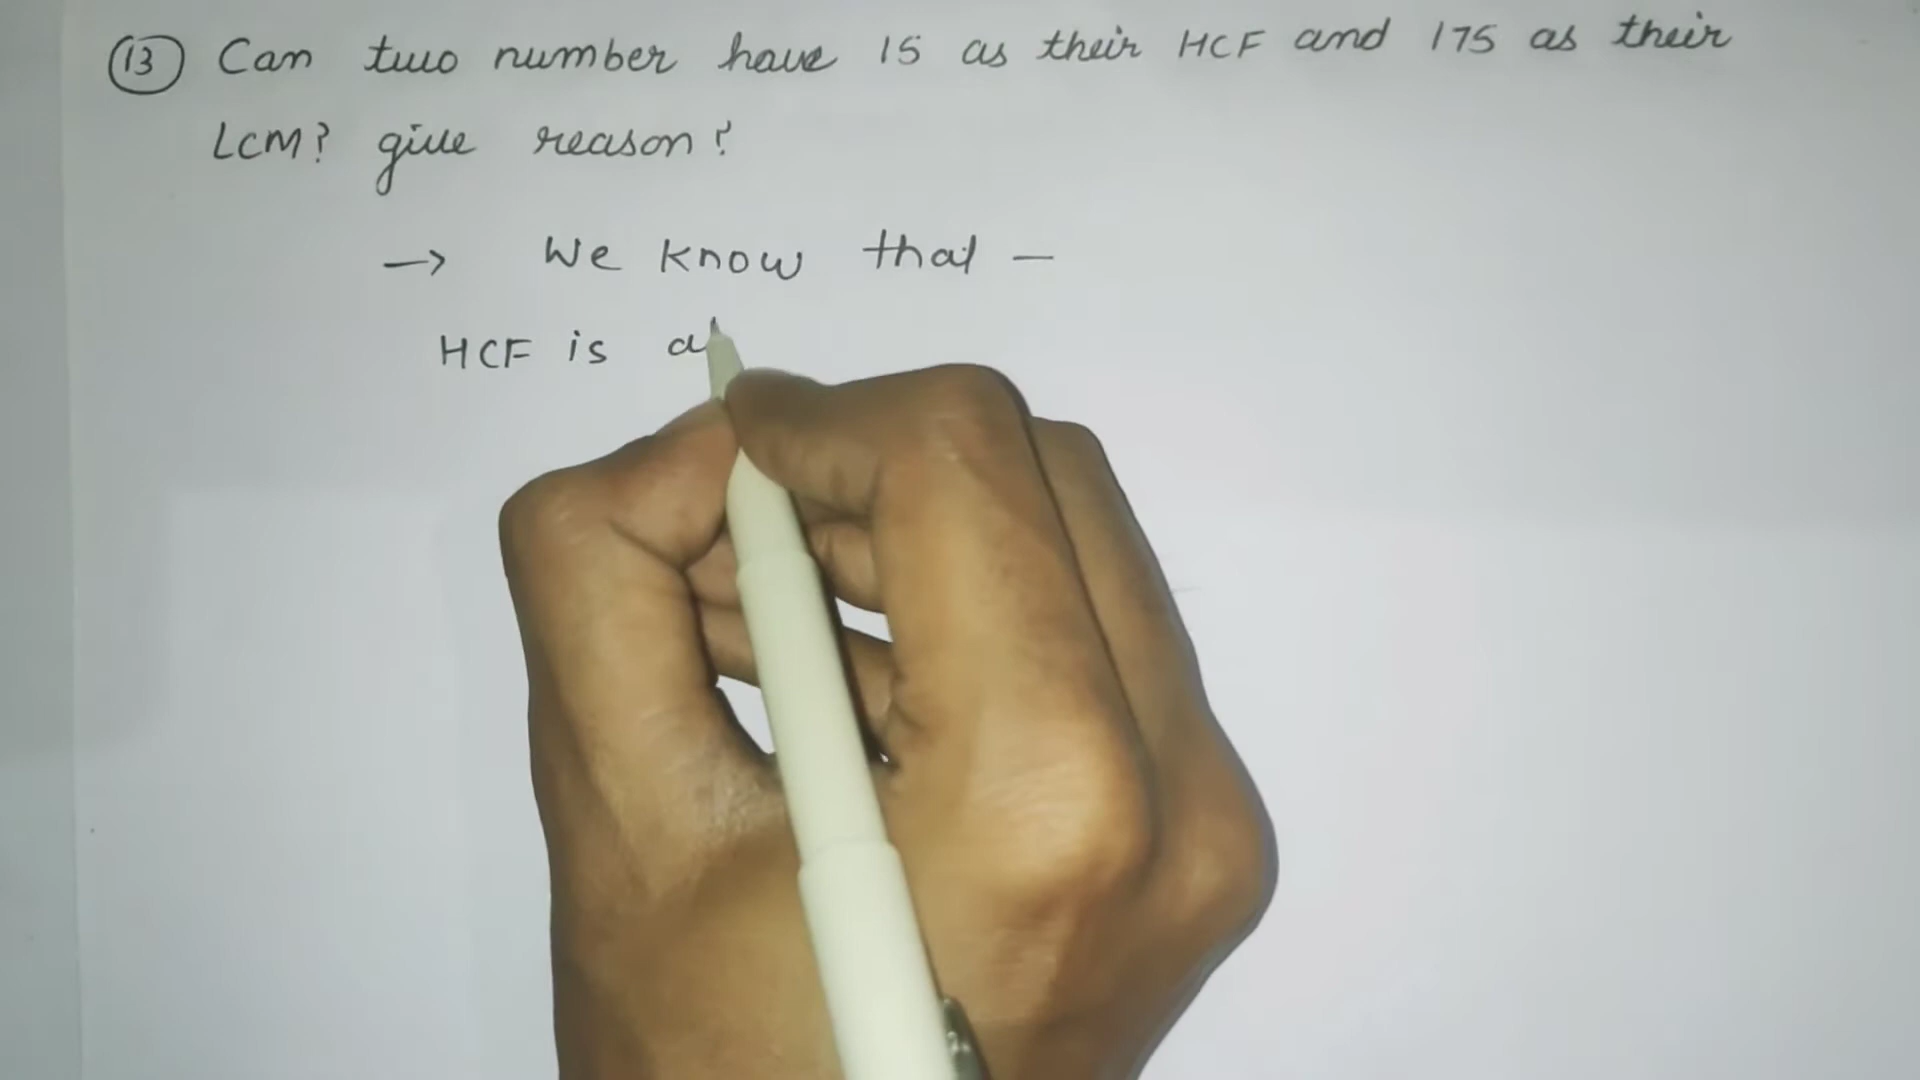 13 Can two number have 15 as their HCF and 175 as their
LCM? give reason?
→ We know that —
HCF is a